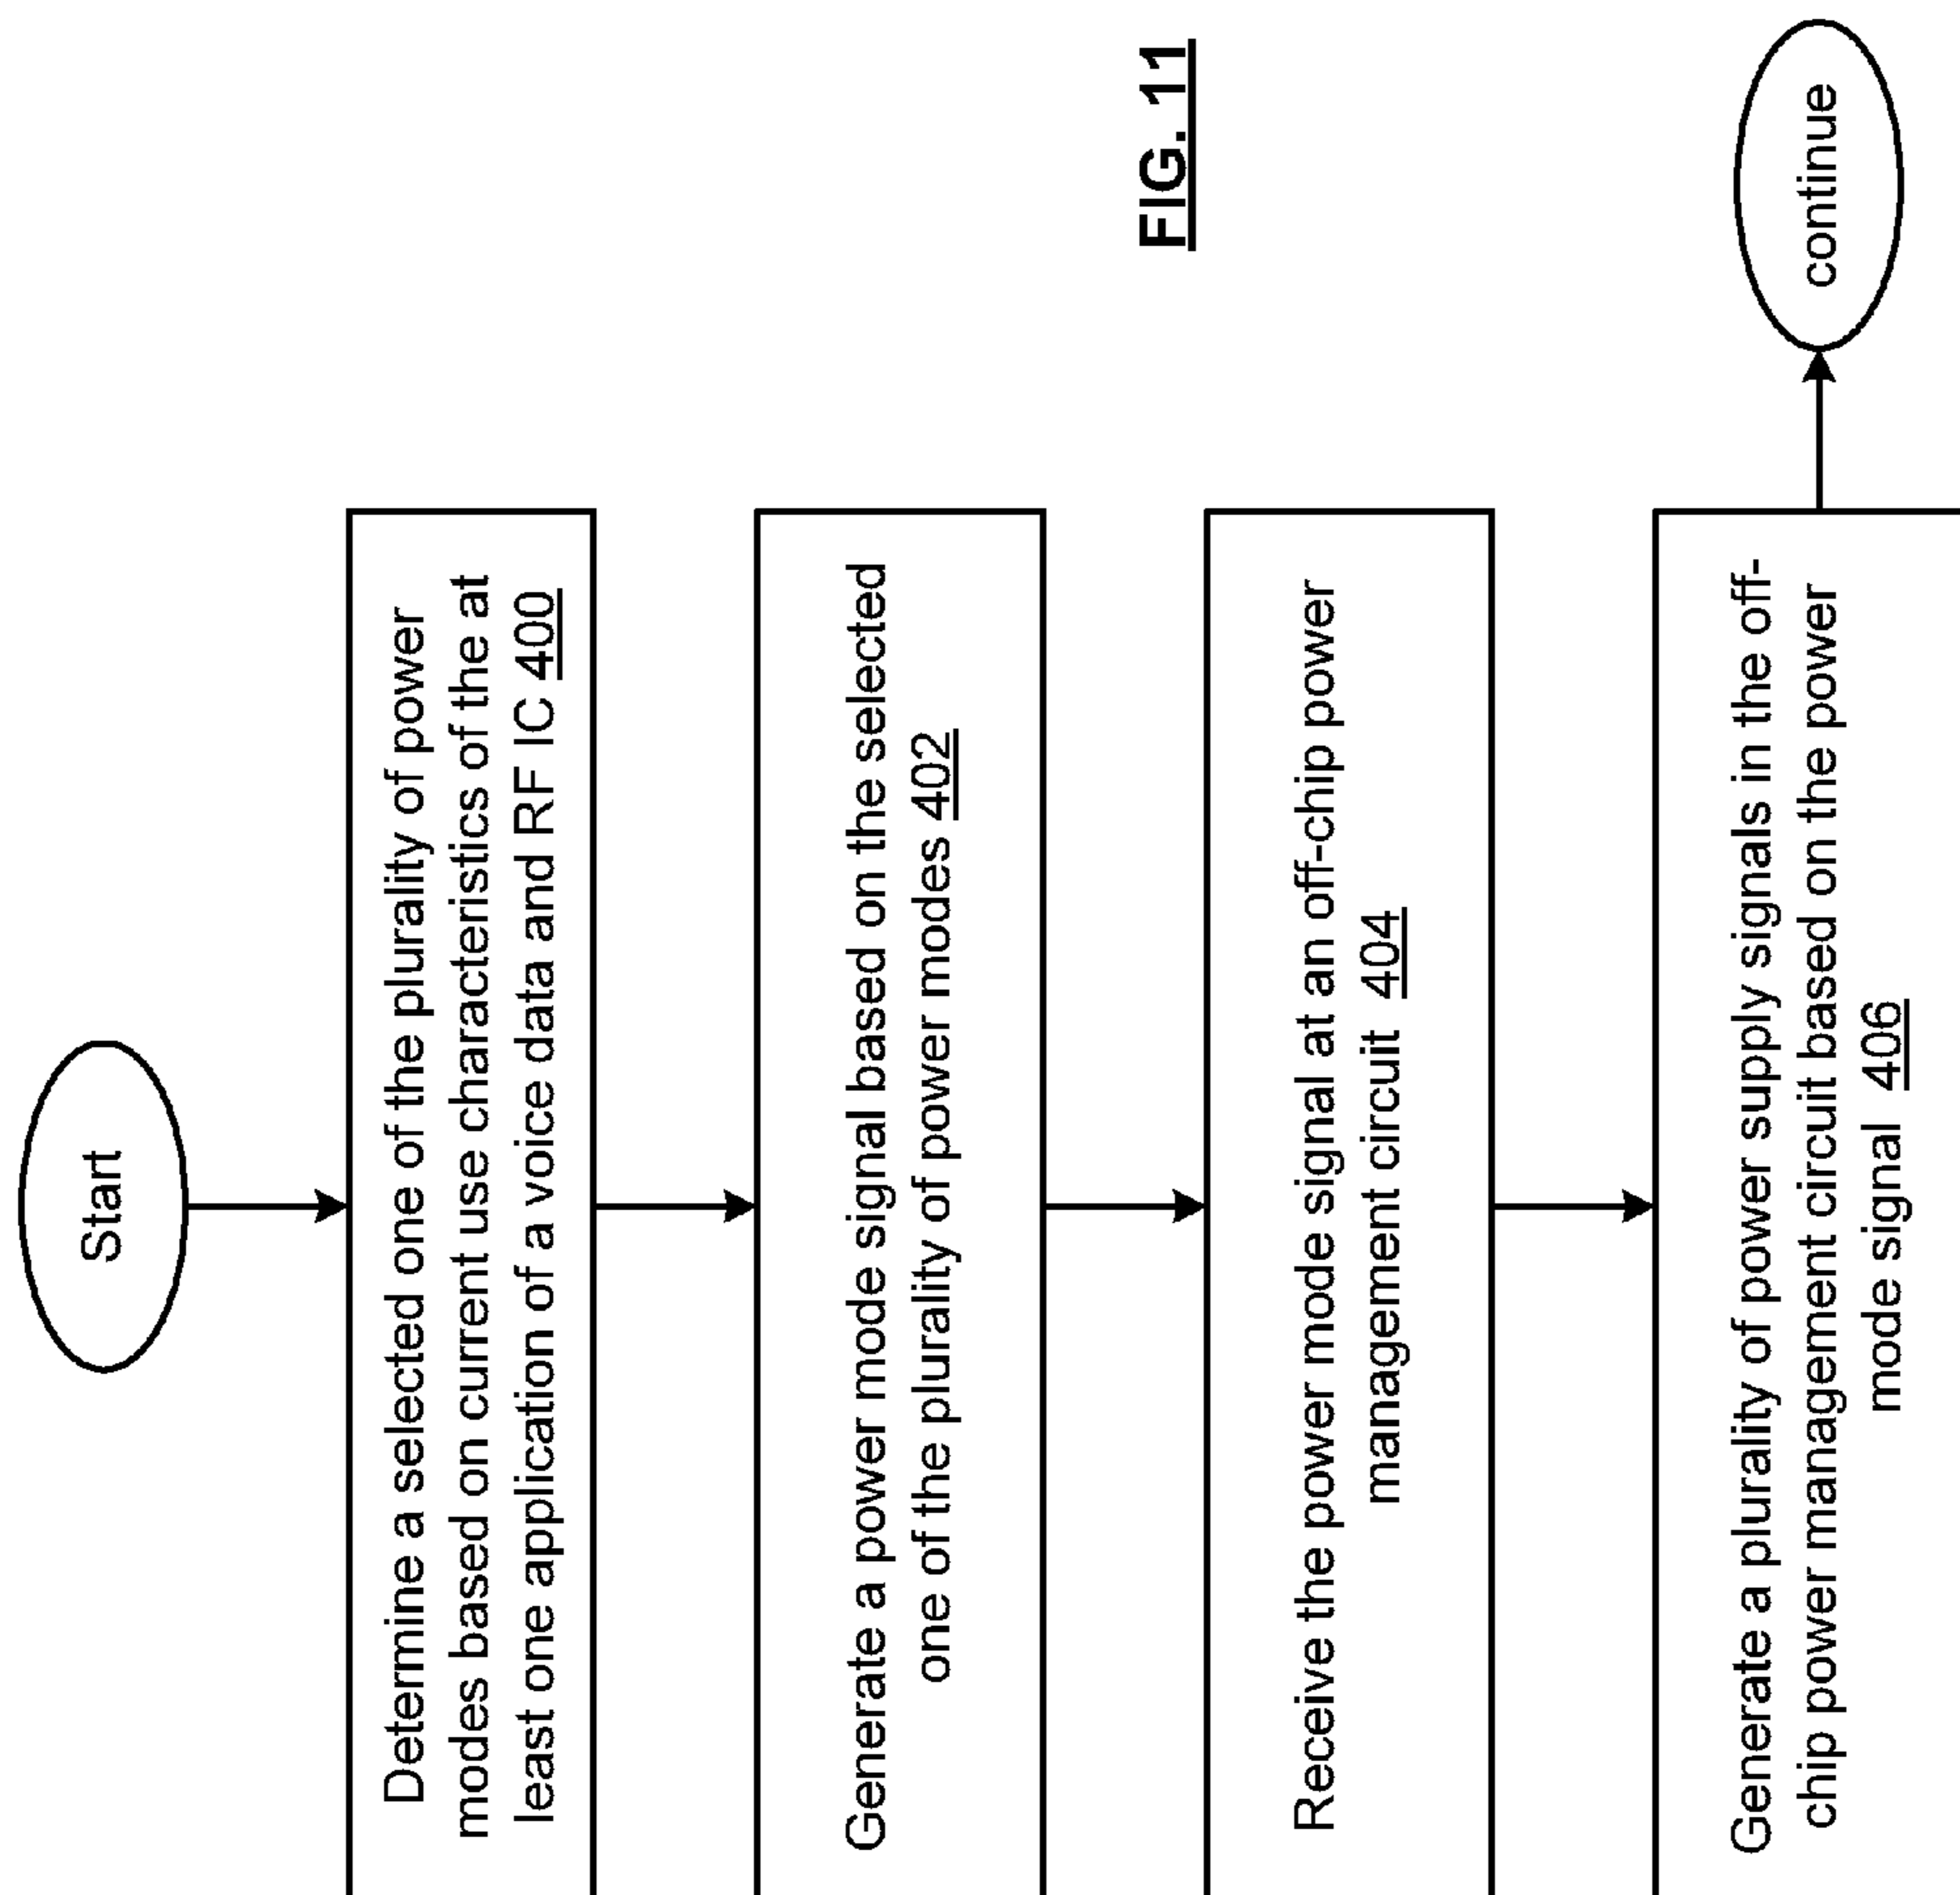 Start
Determine a selected one of the plurality of power
modes based on current use characteristics of the at
least one application of a voice data and RF IC 400
Generate a power mode signal based on the selected
one of the plurality of power modes 402
Receive the power mode signal at an off-chip power
management circuit 404
Generate a plurality of power supply signals in the off-
chip power management circuit based on the power
mode signal 406
continue
FIG. 11